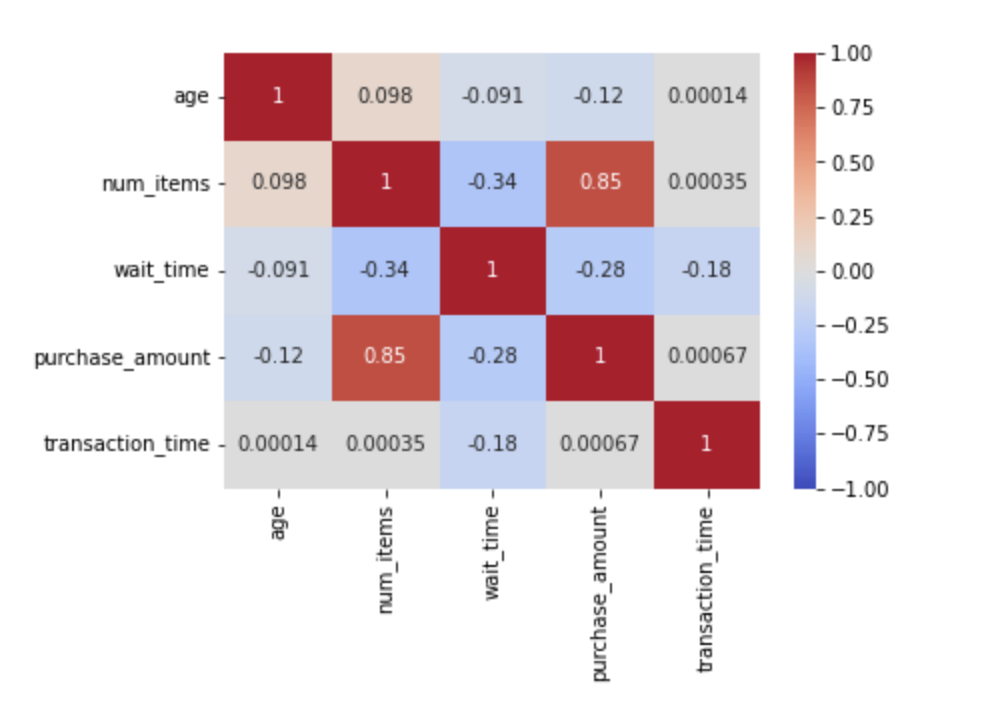 age 1 0.098 -0.091 -0.12 0.00014
num_items 0.098 1 -0.34 0.85 0.00035
wait_time -0.091 -0.34 1 -0.28 -0.18
purchase_amount -0.12 0.85 -0.28 1 0.00067
transaction_time 0.00014 0.00035 -0.18 0.00067 1
age
num_items
wait_time
purchase_amount
transaction_time
1.00
0.75
0.50
0.25
0.00
−0.25
−0.50
−0.75
−1.00